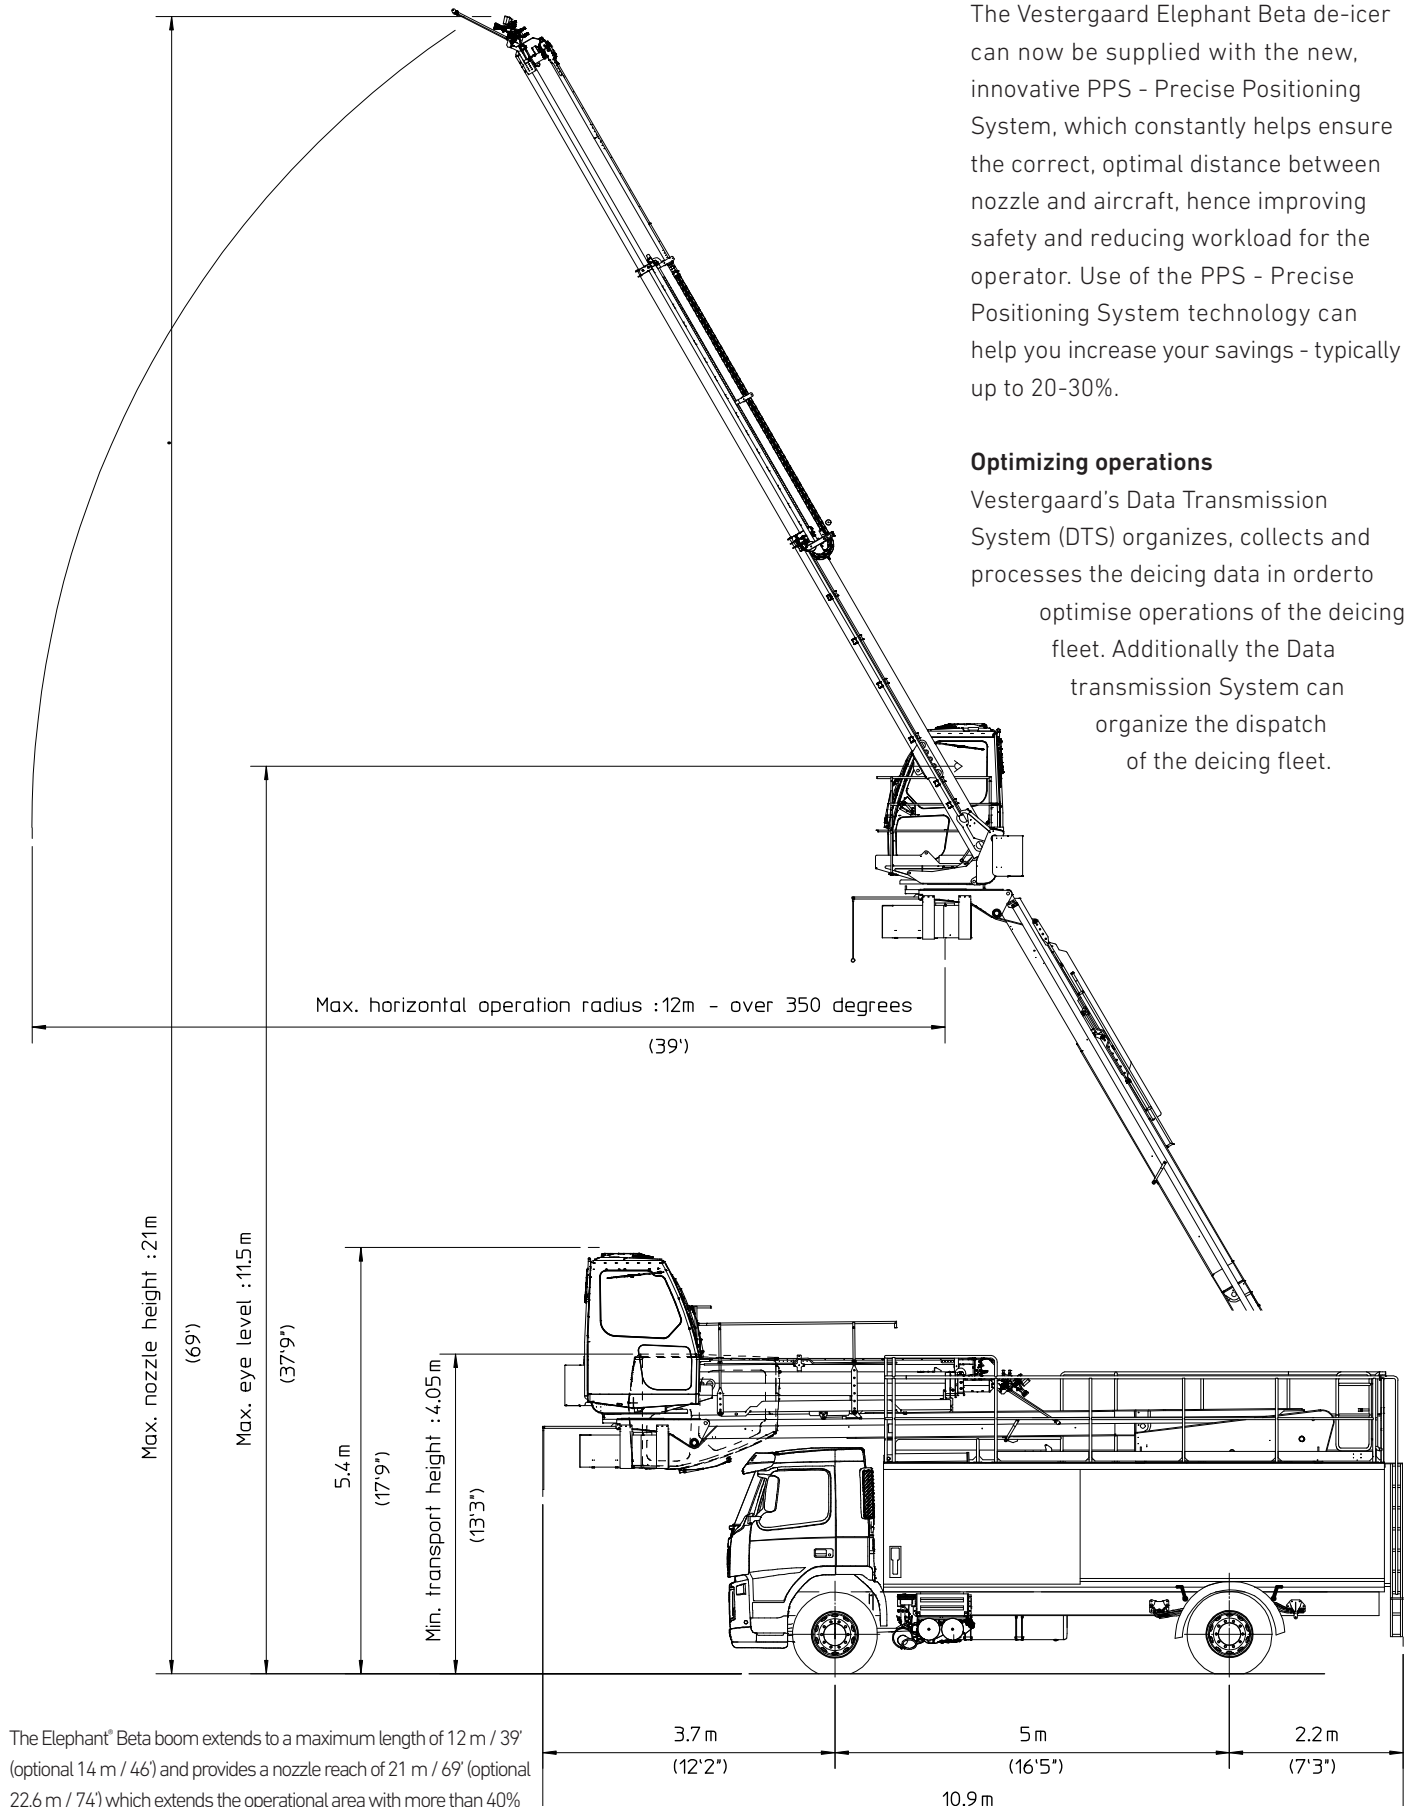 The Vestergaard Elephant Beta de-icer
can now be supplied with the new,
innovative PPS - Precise Positioning
System, which constantly helps ensure
the correct, optimal distance between
nozzle and aircraft, hence improving
safety and reducing workload for the
operator. Use of the PPS - Precise
Positioning System technology can
help you increase your savings - typically
up to 20-30%.
Optimizing operations
Vestergaard's Data Transmission
System (DTS) organizes, collects and
processes the deicing data in orderto
optimise operations of the deicing
fleet. Additionally the Data
transmission System can
organize the dispatch
of the deicing fleet.
Max. horizontal operation radius :12m - over 350 degrees
(39')
Max. nozzle height :21m
(69')
Max. eye level :11.5m
(37'9")
5.4m
(17'9")
Min. transport height :4.05m
(13'3")
3.7m
(12'2")
5m
(16'5")
2.2m
(7'3")
10.9m
The Elephant® Beta boom extends to a maximum length of 12 m / 39'
(optional 14 m / 46') and provides a nozzle reach of 21 m / 69' (optional
22.6 m / 74') which extends the operational area with more than 40%